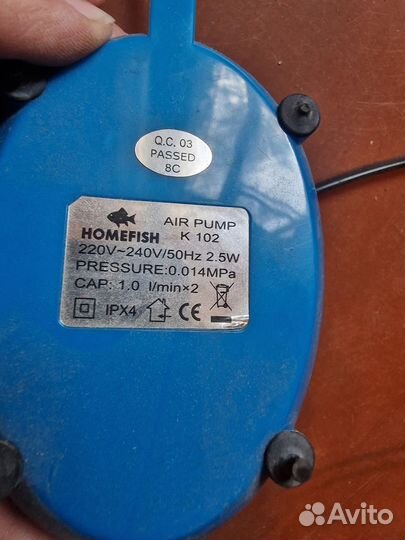 Q.C. 03
PASSED
8C
AIR PUMP
HOMEFISH K 102
220V~240V/50Hz 2.5W
PRESSURE:0.014MPa
CAP: 1.0 l/min×2
IPX4 CE
Avito